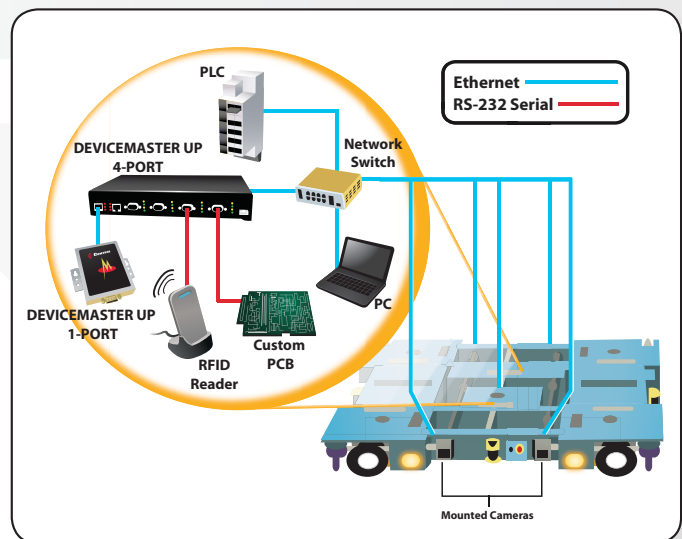 PLC
Ethernet
RS-232 Serial
DEVICEMASTER UP
4-PORT
Network
Switch
DEVICEMASTER UP
1-PORT
RFID
Reader
Custom
PCB
PC
Mounted Cameras